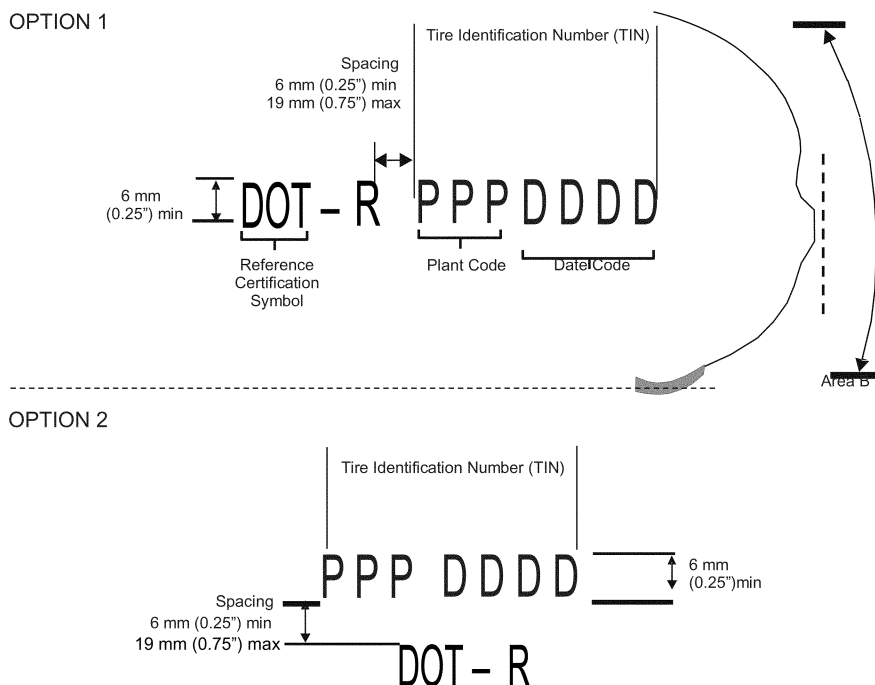 OPTION 1
Tire Identification Number (TIN)
Spacing
6 mm (0.25”) min
19 mm (0.75”) max
6 mm
(0.25”) min
DOT – R PPP DDDD
Reference
Certification
Symbol
Plant Code
Date Code
Area B
OPTION 2
Tire Identification Number (TIN)
PPP DDDD
6 mm
(0.25”)min
Spacing
6 mm (0.25”) min
19 mm (0.75”) max
DOT – R